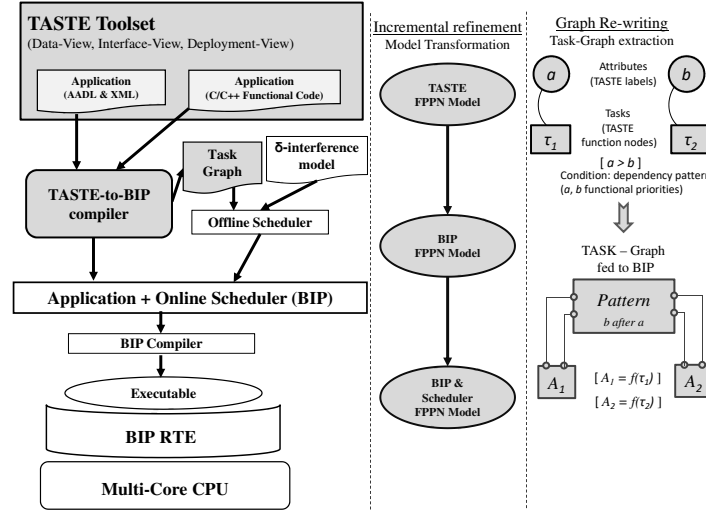 TASTE Toolset
(Data-View, Interface-View, Deployment-View)
Application
(AADL & XML)
Application
(C/C++ Functional Code)
TASTE-to-BIP
compiler
Task
Graph
δ-interference
model
Offline Scheduler
Application + Online Scheduler (BIP)
BIP Compiler
Executable
BIP RTE
Multi-Core CPU
Incremental refinement
Model Transformation
TASTE
FPPN Model
BIP
FPPN Model
BIP &
Scheduler
FPPN Model
Graph Re-writing
Task-Graph extraction
a
Attributes
(TASTE labels)
b
Tasks
(TASTE
function nodes)
τ1
τ2
[ a > b ]
Condition: dependency pattern
(a, b functional priorities)
TASK – Graph
fed to BIP
Pattern
b after a
A1
[ A1 = f(τ1) ]
A2
[ A2 = f(τ2) ]